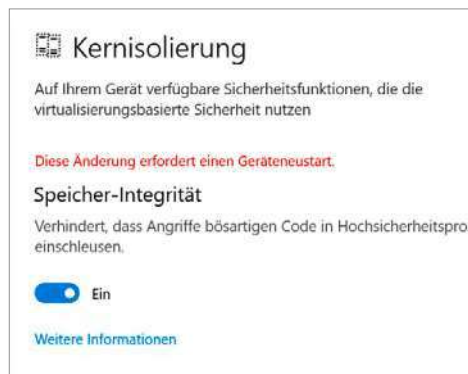 Kernisolierung
Auf Ihrem Gerät verfügbare Sicherheitsfunktionen, die die
virtualisierungsbasierte Sicherheit nutzen
Diese Änderung erfordert einen Geräteneustart.
Speicher-Integrität
Verhindert, dass Angriffe bösartigen Code in Hochsicherheitspro
einschleusen.
Ein
Weitere Informationen